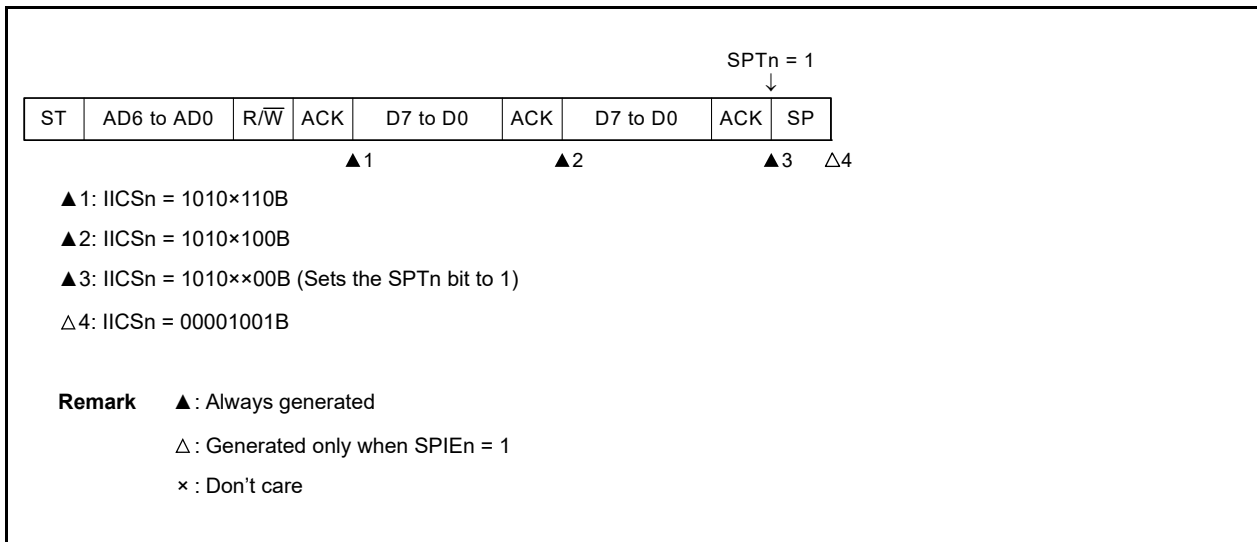 SPTn = 1
↓
ST AD6 to AD0 R/W̅ ACK D7 to D0 ACK D7 to D0 ACK SP
▲1 ▲2 ▲3 △4
▲1: IICSn = 1010×110B
▲2: IICSn = 1010×100B
▲3: IICSn = 1010××00B (Sets the SPTn bit to 1)
△4: IICSn = 00001001B
Remark ▲: Always generated
△: Generated only when SPIEn = 1
×: Don't care